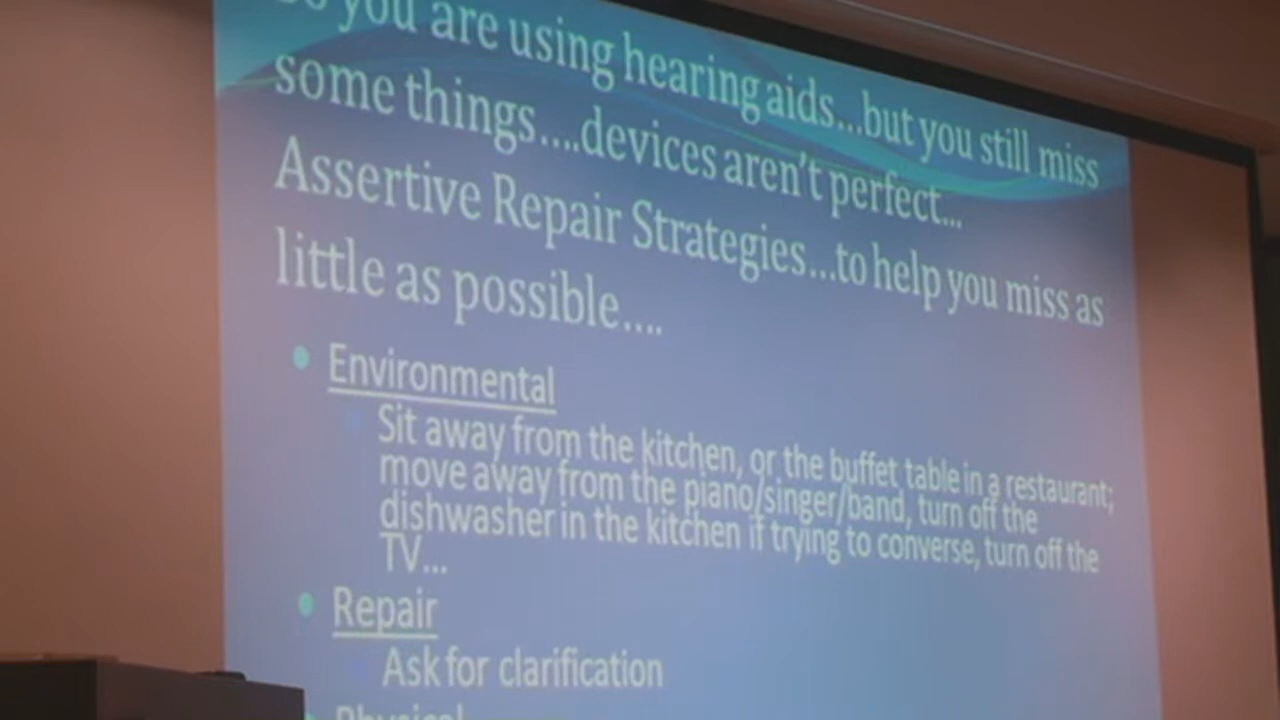 So you are using hearing aids...but you still miss
some things....devices aren't perfect...
Assertive Repair Strategies...to help you miss as
little as possible....
Environmental
Sit away from the kitchen, or the buffet table in a restaurant;
move away from the piano/singer/band, turn off the
dishwasher in the kitchen if trying to converse, turn off the
TV...
Repair
Ask for clarification
Physical